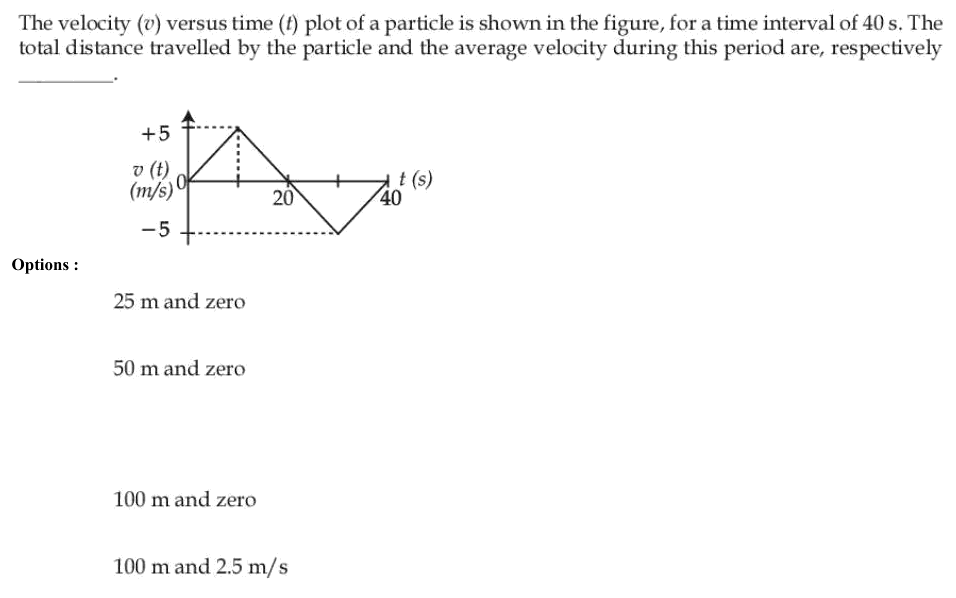 The velocity (v) versus time (t) plot of a particle is shown in the figure, for a time interval of 40 s. The
total distance travelled by the particle and the average velocity during this period are, respectively
_________.
+5
v (t)
(m/s)
0
20
40
t (s)
−5
Options :
25 m and zero
50 m and zero
100 m and zero
100 m and 2.5 m/s